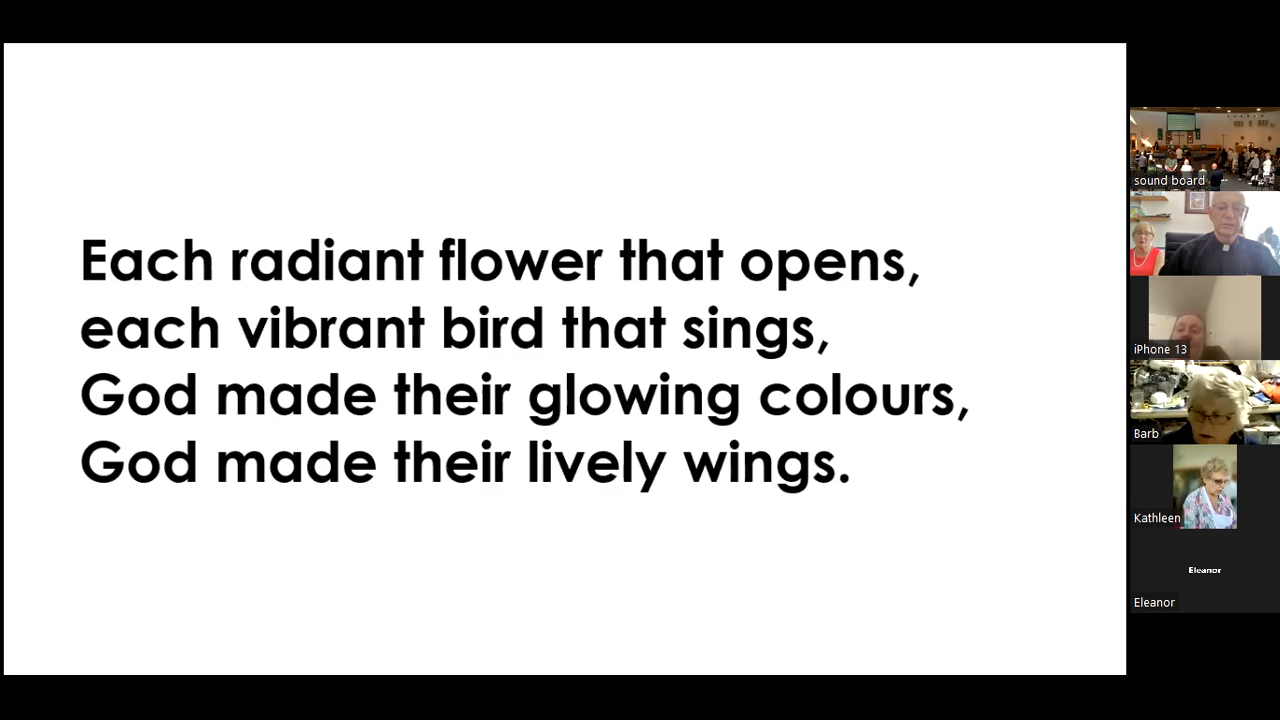 Each radiant flower that opens,
each vibrant bird that sings,
God made their glowing colours,
God made their lively wings.
sound board
iPhone 13
Barb
Kathleen
Eleanor
Eleanor